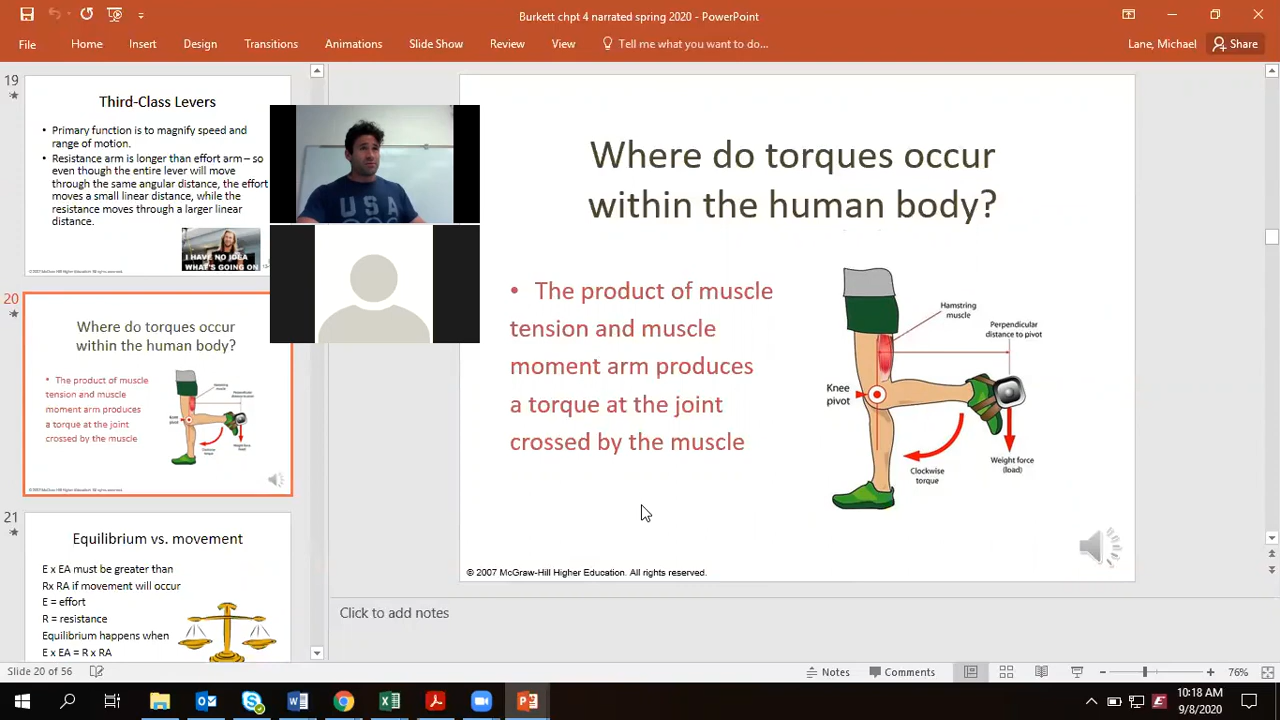 Burkett chpt 4 narrated spring 2020 - PowerPoint
File Home Insert Design Transitions Animations Slide Show Review View Tell me what you want to do... Lane, Michael Share
19
Third-Class Levers
• Primary function is to magnify speed and
range of motion.
• Resistance arm is longer than effort arm – so
even though the entire lever will move
through the same angular distance, the effort
moves a small linear distance, while the
resistance moves through a larger linear
distance.
I HAVE NO IDEA
WHAT'S GOING ON
20
Where do torques occur
within the human body?
• The product of muscle
tension and muscle
moment arm produces
a torque at the joint
crossed by the muscle
21
Equilibrium vs. movement
E x EA must be greater than
Rx RA if movement will occur
E = effort
R = resistance
Equilibrium happens when
E x EA = R x RA
USA
Where do torques occur
within the human body?
• The product of muscle
tension and muscle
moment arm produces
a torque at the joint
crossed by the muscle
Hamstring
muscle
Perpendicular
distance to pivot
Knee
pivot
Weight force
(load)
Clockwise
torque
© 2007 McGraw-Hill Higher Education. All rights reserved.
Click to add notes
Slide 20 of 56 Notes Comments 76%
10:18 AM
9/8/2020